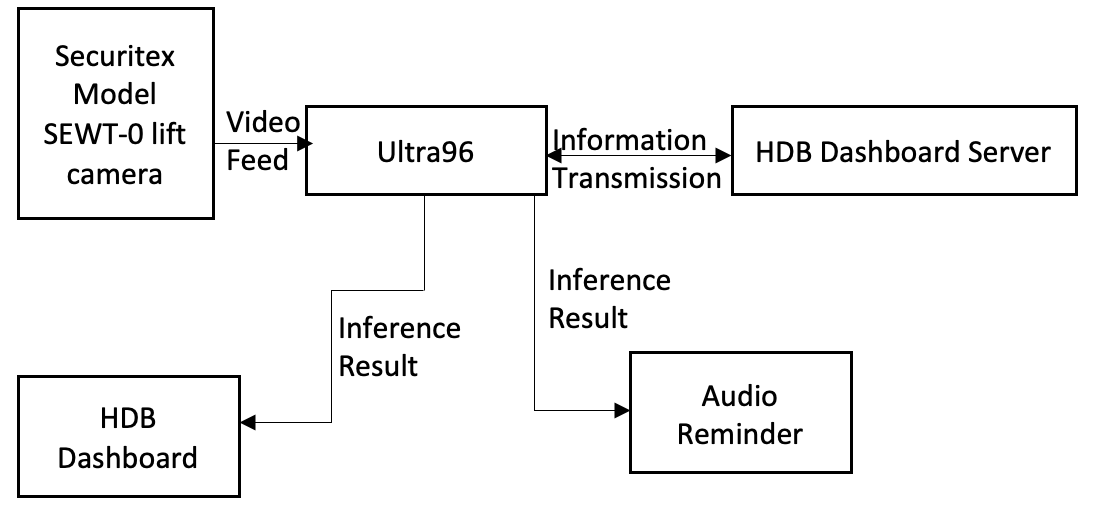 Securitex
Model
SEWT-0 lift
camera
Video
Feed
Ultra96
Information
Transmission
HDB Dashboard Server
Inference
Result
Inference
Result
HDB
Dashboard
Audio
Reminder